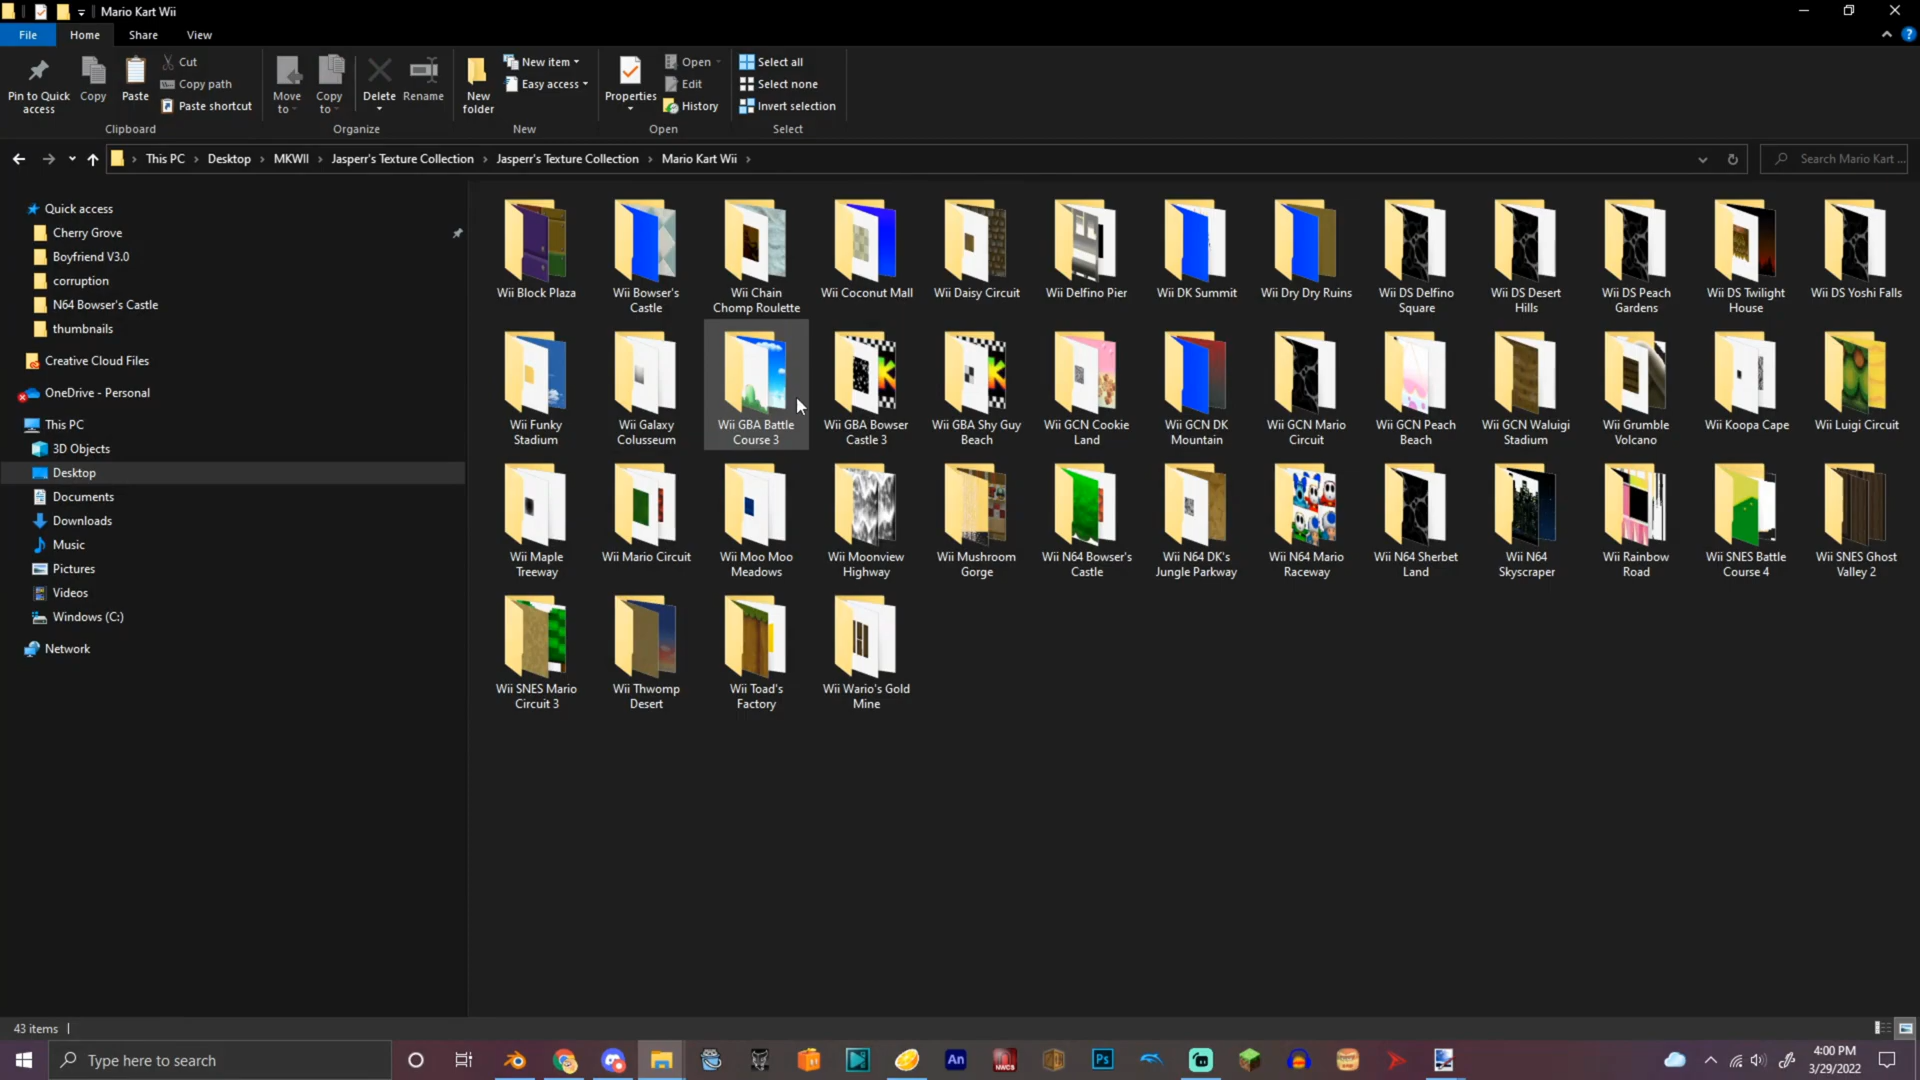 Mario Kart Wii
File
Home
Share
View
Pin to Quick
access
Copy
Paste
Cut
Copy path
Paste shortcut
Clipboard
Move
to
Copy
to
Delete
Rename
Organize
New
folder
New item
Easy access
New
Properties
Open
Edit
History
Open
Select all
Select none
Invert selection
Select
This PC
Desktop
MKWII
Jasperr's Texture Collection
Jasperr's Texture Collection
Mario Kart Wii
Search Mario Kart ...
Quick access
Cherry Grove
Boyfriend V3.0
corruption
N64 Bowser's Castle
thumbnails
Creative Cloud Files
OneDrive - Personal
This PC
3D Objects
Desktop
Documents
Downloads
Music
Pictures
Videos
Windows (C:)
Network
Wii Block Plaza
Wii Bowser's
Castle
Wii Chain
Chomp Roulette
Wii Coconut Mall
Wii Daisy Circuit
Wii Delfino Pier
Wii DK Summit
Wii Dry Dry Ruins
Wii DS Delfino
Square
Wii DS Desert
Hills
Wii DS Peach
Gardens
Wii DS Twilight
House
Wii DS Yoshi Falls
Wii Funky
Stadium
Wii Galaxy
Colusseum
Wii GBA Battle
Course 3
Wii GBA Bowser
Castle 3
Wii GBA Shy Guy
Beach
Wii GCN Cookie
Land
Wii GCN DK
Mountain
Wii GCN Mario
Circuit
Wii GCN Peach
Beach
Wii GCN Waluigi
Stadium
Wii Grumble
Volcano
Wii Koopa Cape
Wii Luigi Circuit
Wii Maple
Treeway
Wii Mario Circuit
Wii Moo Moo
Meadows
Wii Moonview
Highway
Wii Mushroom
Gorge
Wii N64 Bowser's
Castle
Wii N64 DK's
Jungle Parkway
Wii N64 Mario
Raceway
Wii N64 Sherbet
Land
Wii N64
Skyscraper
Wii Rainbow
Road
Wii SNES Battle
Course 4
Wii SNES Ghost
Valley 2
Wii SNES Mario
Circuit 3
Wii Thwomp
Desert
Wii Toad's
Factory
Wii Wario's Gold
Mine
43 items
Type here to search
An
NWCS
Ps
4:00 PM
3/29/2022